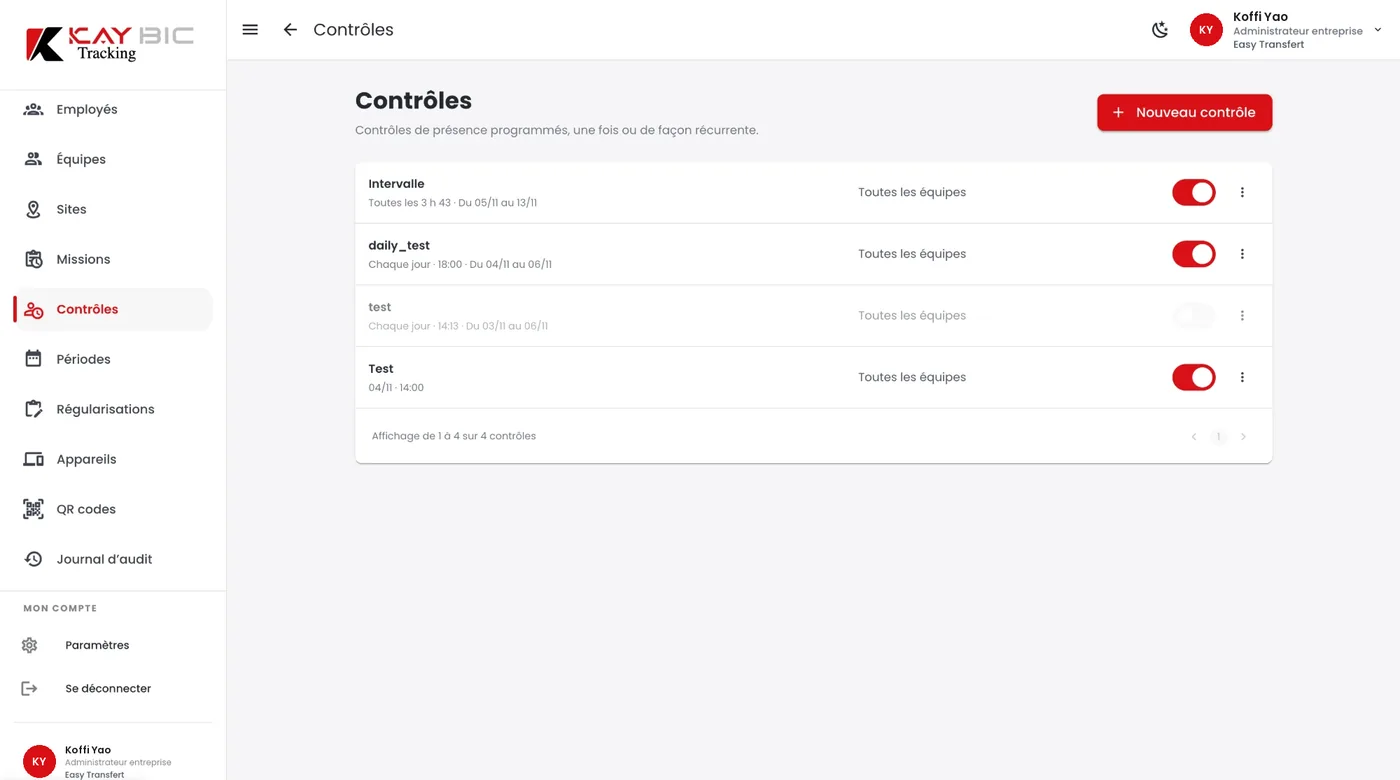 KAY BIC
Tracking
Contrôles
KY
Koffi Yao
Administrateur entreprise
Easy Transfert
Employés
Équipes
Sites
Missions
Contrôles
Périodes
Régularisations
Appareils
QR codes
Journal d’audit
MON COMPTE
Paramètres
Se déconnecter
KY
Koffi Yao
Administrateur entreprise
Easy Transfert
Contrôles
Contrôles de présence programmés, une fois ou de façon récurrente.
+ Nouveau contrôle
Intervalle
Toutes les 3 h 43 · Du 05/11 au 13/11
Toutes les équipes
daily_test
Chaque jour · 18:00 · Du 04/11 au 06/11
Toutes les équipes
test
Chaque jour · 14:13 · Du 03/11 au 06/11
Toutes les équipes
Test
04/11 · 14:00
Toutes les équipes
Affichage de 1 à 4 sur 4 contrôles
1